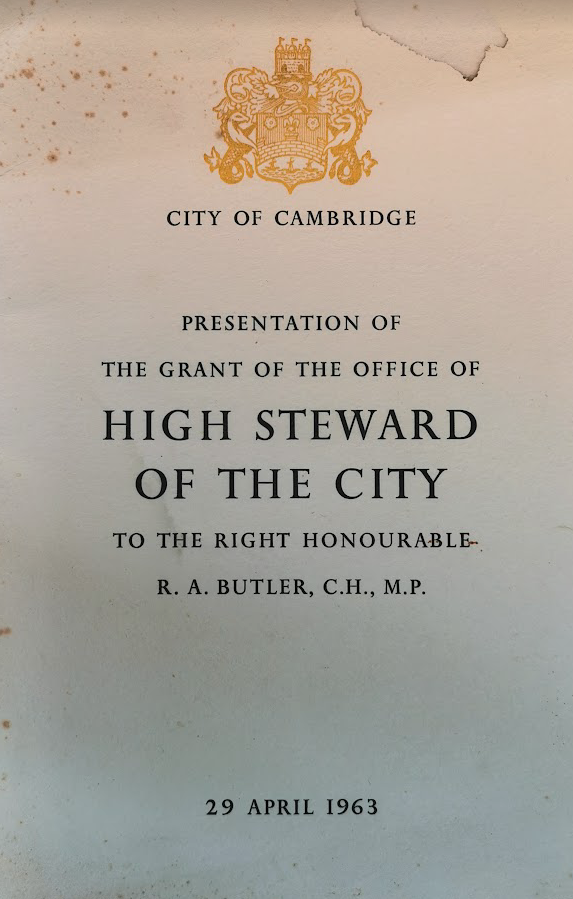 CITY OF CAMBRIDGE
PRESENTATION OF
THE GRANT OF THE OFFICE OF
HIGH STEWARD
OF THE CITY
TO THE RIGHT HONOURABLE
R. A. BUTLER, C.H., M.P.
29 APRIL 1963